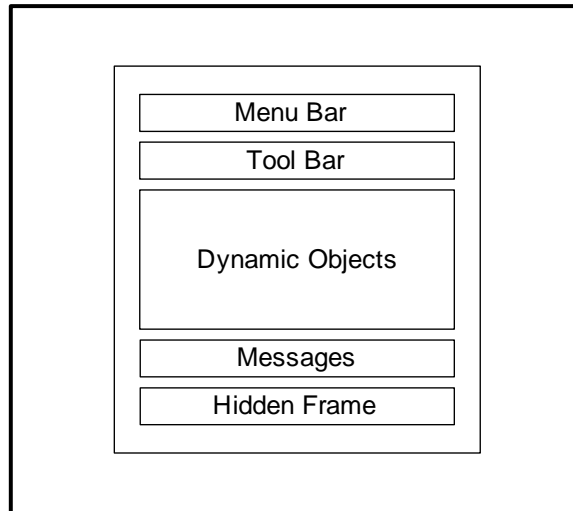 Menu Bar
Tool Bar
Dynamic Objects
Messages
Hidden Frame